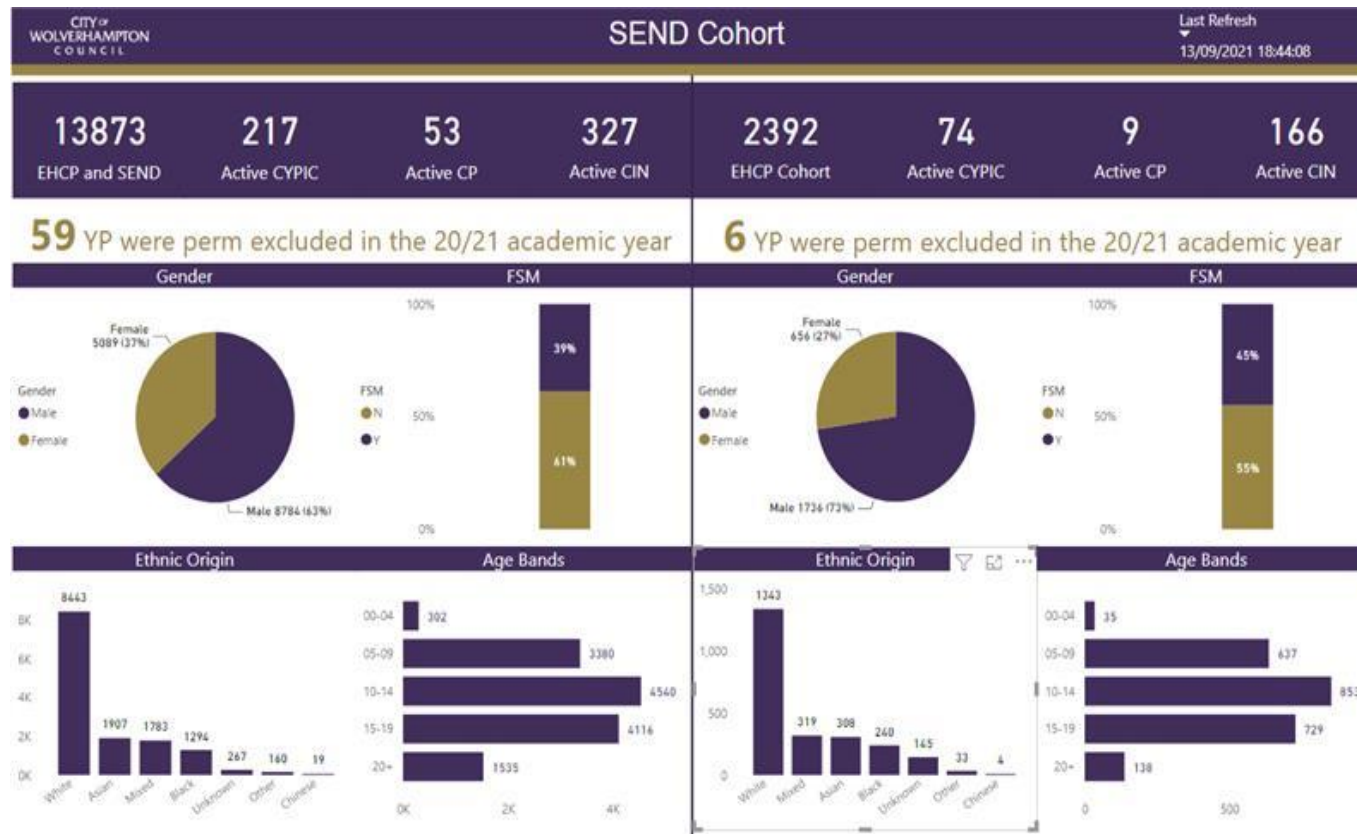 CITY OF
WOLVERHAMPTON
COUNCIL
SEND Cohort
Last Refresh
13/09/2021 18:44:08
13873
EHCP and SEND
217
Active CYPIC
53
Active CP
327
Active CIN
2392
EHCP Cohort
74
Active CYPIC
9
Active CP
166
Active CIN
59 YP were perm excluded in the 20/21 academic year
6 YP were perm excluded in the 20/21 academic year
Gender
Female
5089 (37%)
Gender
Male
Female
Male 8784 (63%)
FSM
FSM
N
Y
100%
50%
0%
39%
61%
Gender
Female
656 (27%)
Gender
Male
Female
Male 1736 (73%)
FSM
FSM
N
Y
100%
50%
0%
45%
55%
Ethnic Origin
8K
6K
4K
2K
0K
8443
1907
1783
1294
267
160
19
White
Asian
Mixed
Black
Unknown
Other
Chinese
Age Bands
00-04
302
05-09
3380
10-14
4540
15-19
4116
20+
1535
0K
2K
4K
Ethnic Origin
1,500
1,000
500
0
1343
319
308
240
145
33
4
White
Mixed
Asian
Black
Unknown
Other
Chinese
Age Bands
00-04
35
05-09
637
10-14
853
15-19
729
20+
138
0
500